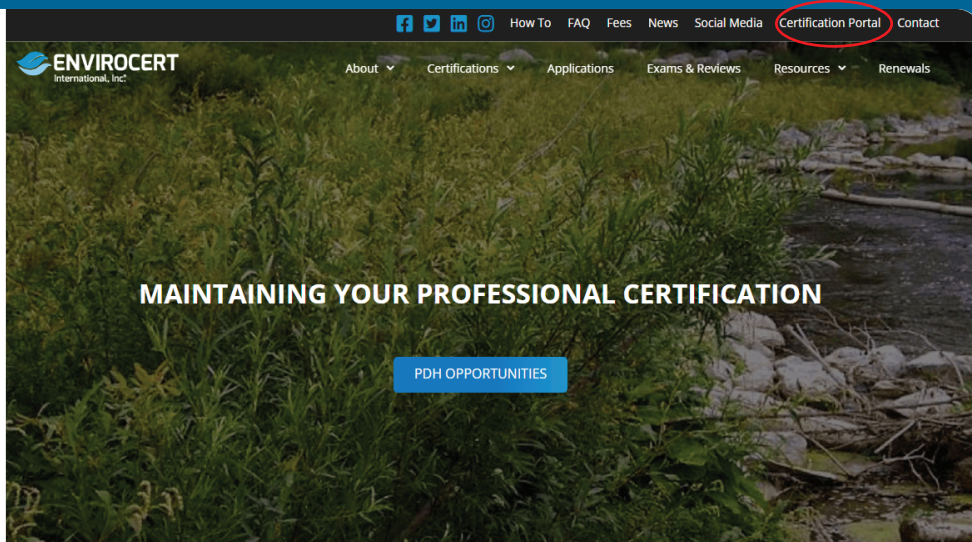 How To FAQ Fees News Social Media Certification Portal Contact
ENVIROCERT
International, Inc.®
About Certifications Applications Exams & Reviews Resources Renewals
MAINTAINING YOUR PROFESSIONAL CERTIFICATION
PDH OPPORTUNITIES